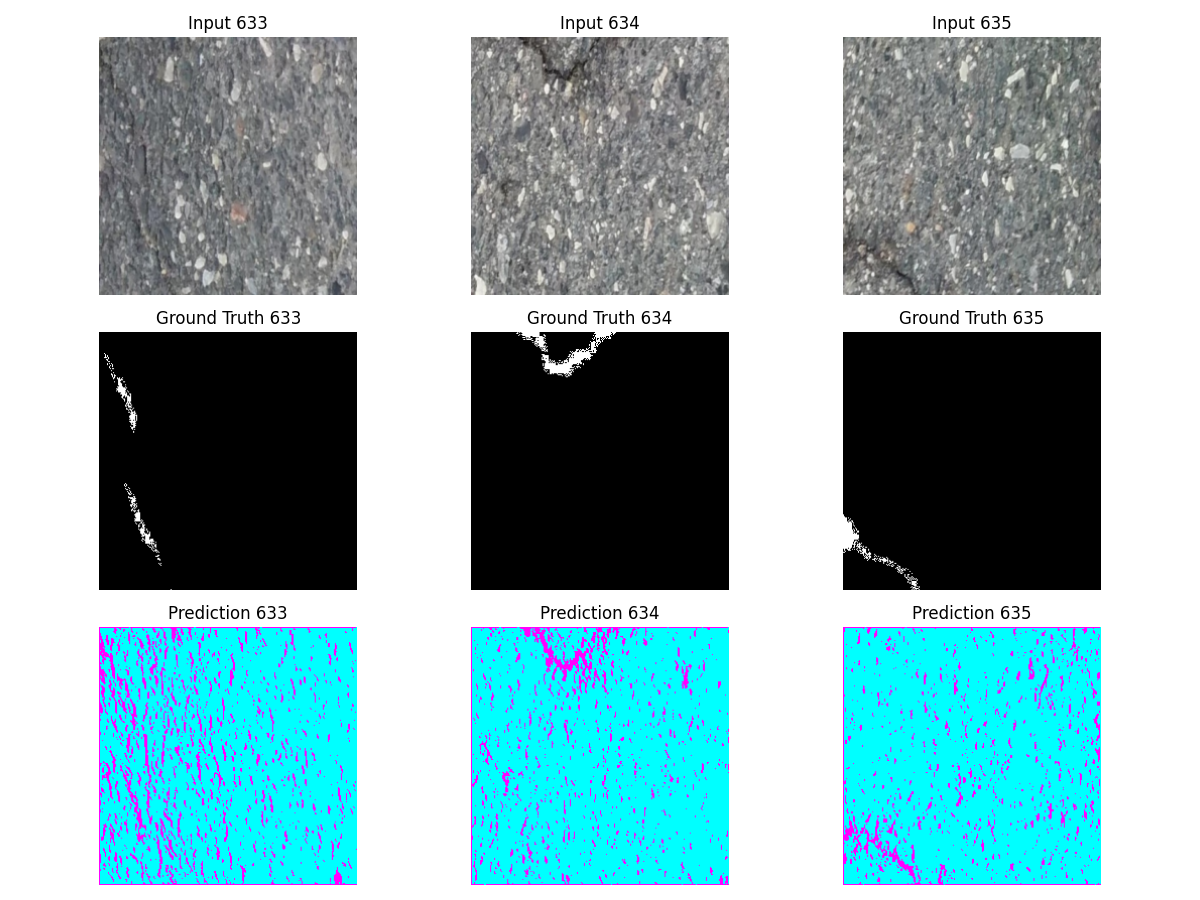 Input 633
Input 634
Input 635
Ground Truth 633
Ground Truth 634
Ground Truth 635
Prediction 633
Prediction 634
Prediction 635